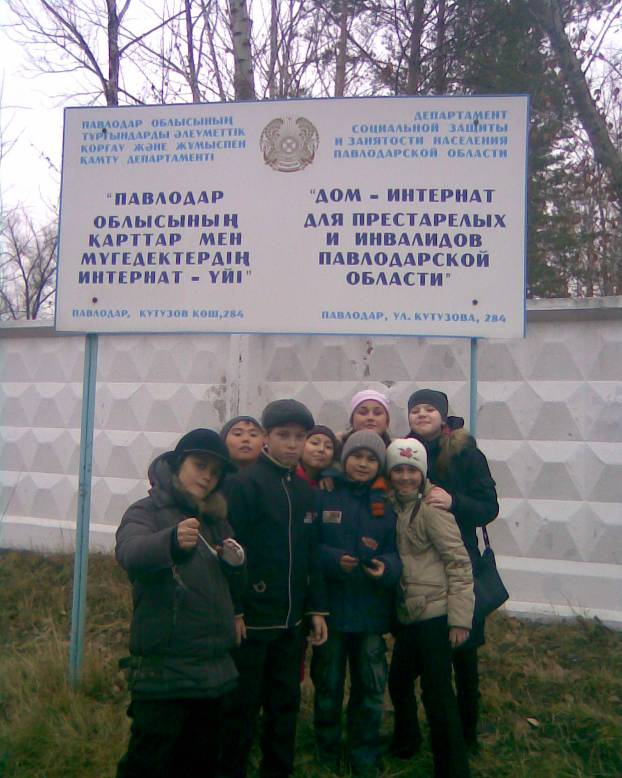 ПАВЛОДАР ОБЛЫСЫНЫҢ
ТҰРҒЫНДАРДЫ ӘЛЕУМЕТТІК
ҚОРҒАУ ЖӘНЕ ЖҰМЫСПЕН
ҚАМТУ ДЕПАРТАМЕНТІ
"ПАВЛОДАР
ОБЛЫСЫНЫҢ
ҚАРТТАР МЕН
МҮГЕДЕКТЕРДІҢ
ИНТЕРНАТ - ҮЙІ"
ПАВЛОДАР, КУТУЗОВ КӨШ, 284
ДЕПАРТАМЕНТ
СОЦИАЛЬНОЙ ЗАЩИТЫ
И ЗАНЯТОСТИ НАСЕЛЕНИЯ
ПАВЛОДАРСКОЙ ОБЛАСТИ
"ДОМ - ИНТЕРНАТ
ДЛЯ ПРЕСТАРЕЛЫХ
И ИНВАЛИДОВ
ПАВЛОДАРСКОЙ
ОБЛАСТИ"
ПАВЛОДАР, УЛ. КУТУЗОВА, 284